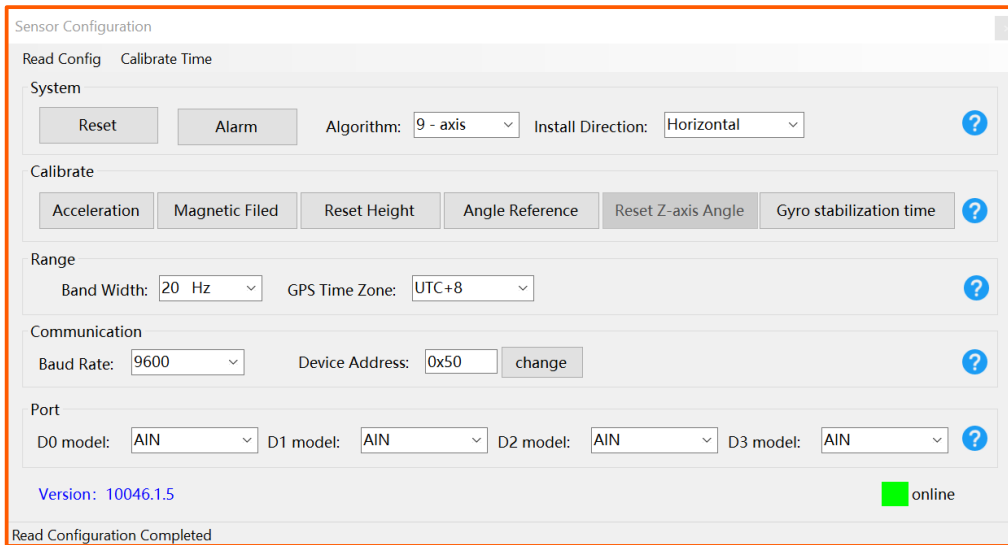 Sensor Configuration
Read Config Calibrate Time
System
Reset Alarm Algorithm: 9 - axis Install Direction: Horizontal ?
Calibrate
Acceleration Magnetic Filed Reset Height Angle Reference Reset Z-axis Angle Gyro stabilization time ?
Range
Band Width: 20 Hz GPS Time Zone: UTC+8 ?
Communication
Baud Rate: 9600 Device Address: 0x50 change ?
Port
D0 model: AIN D1 model: AIN D2 model: AIN D3 model: AIN ?
Version: 10046.1.5 online
Read Configuration Completed